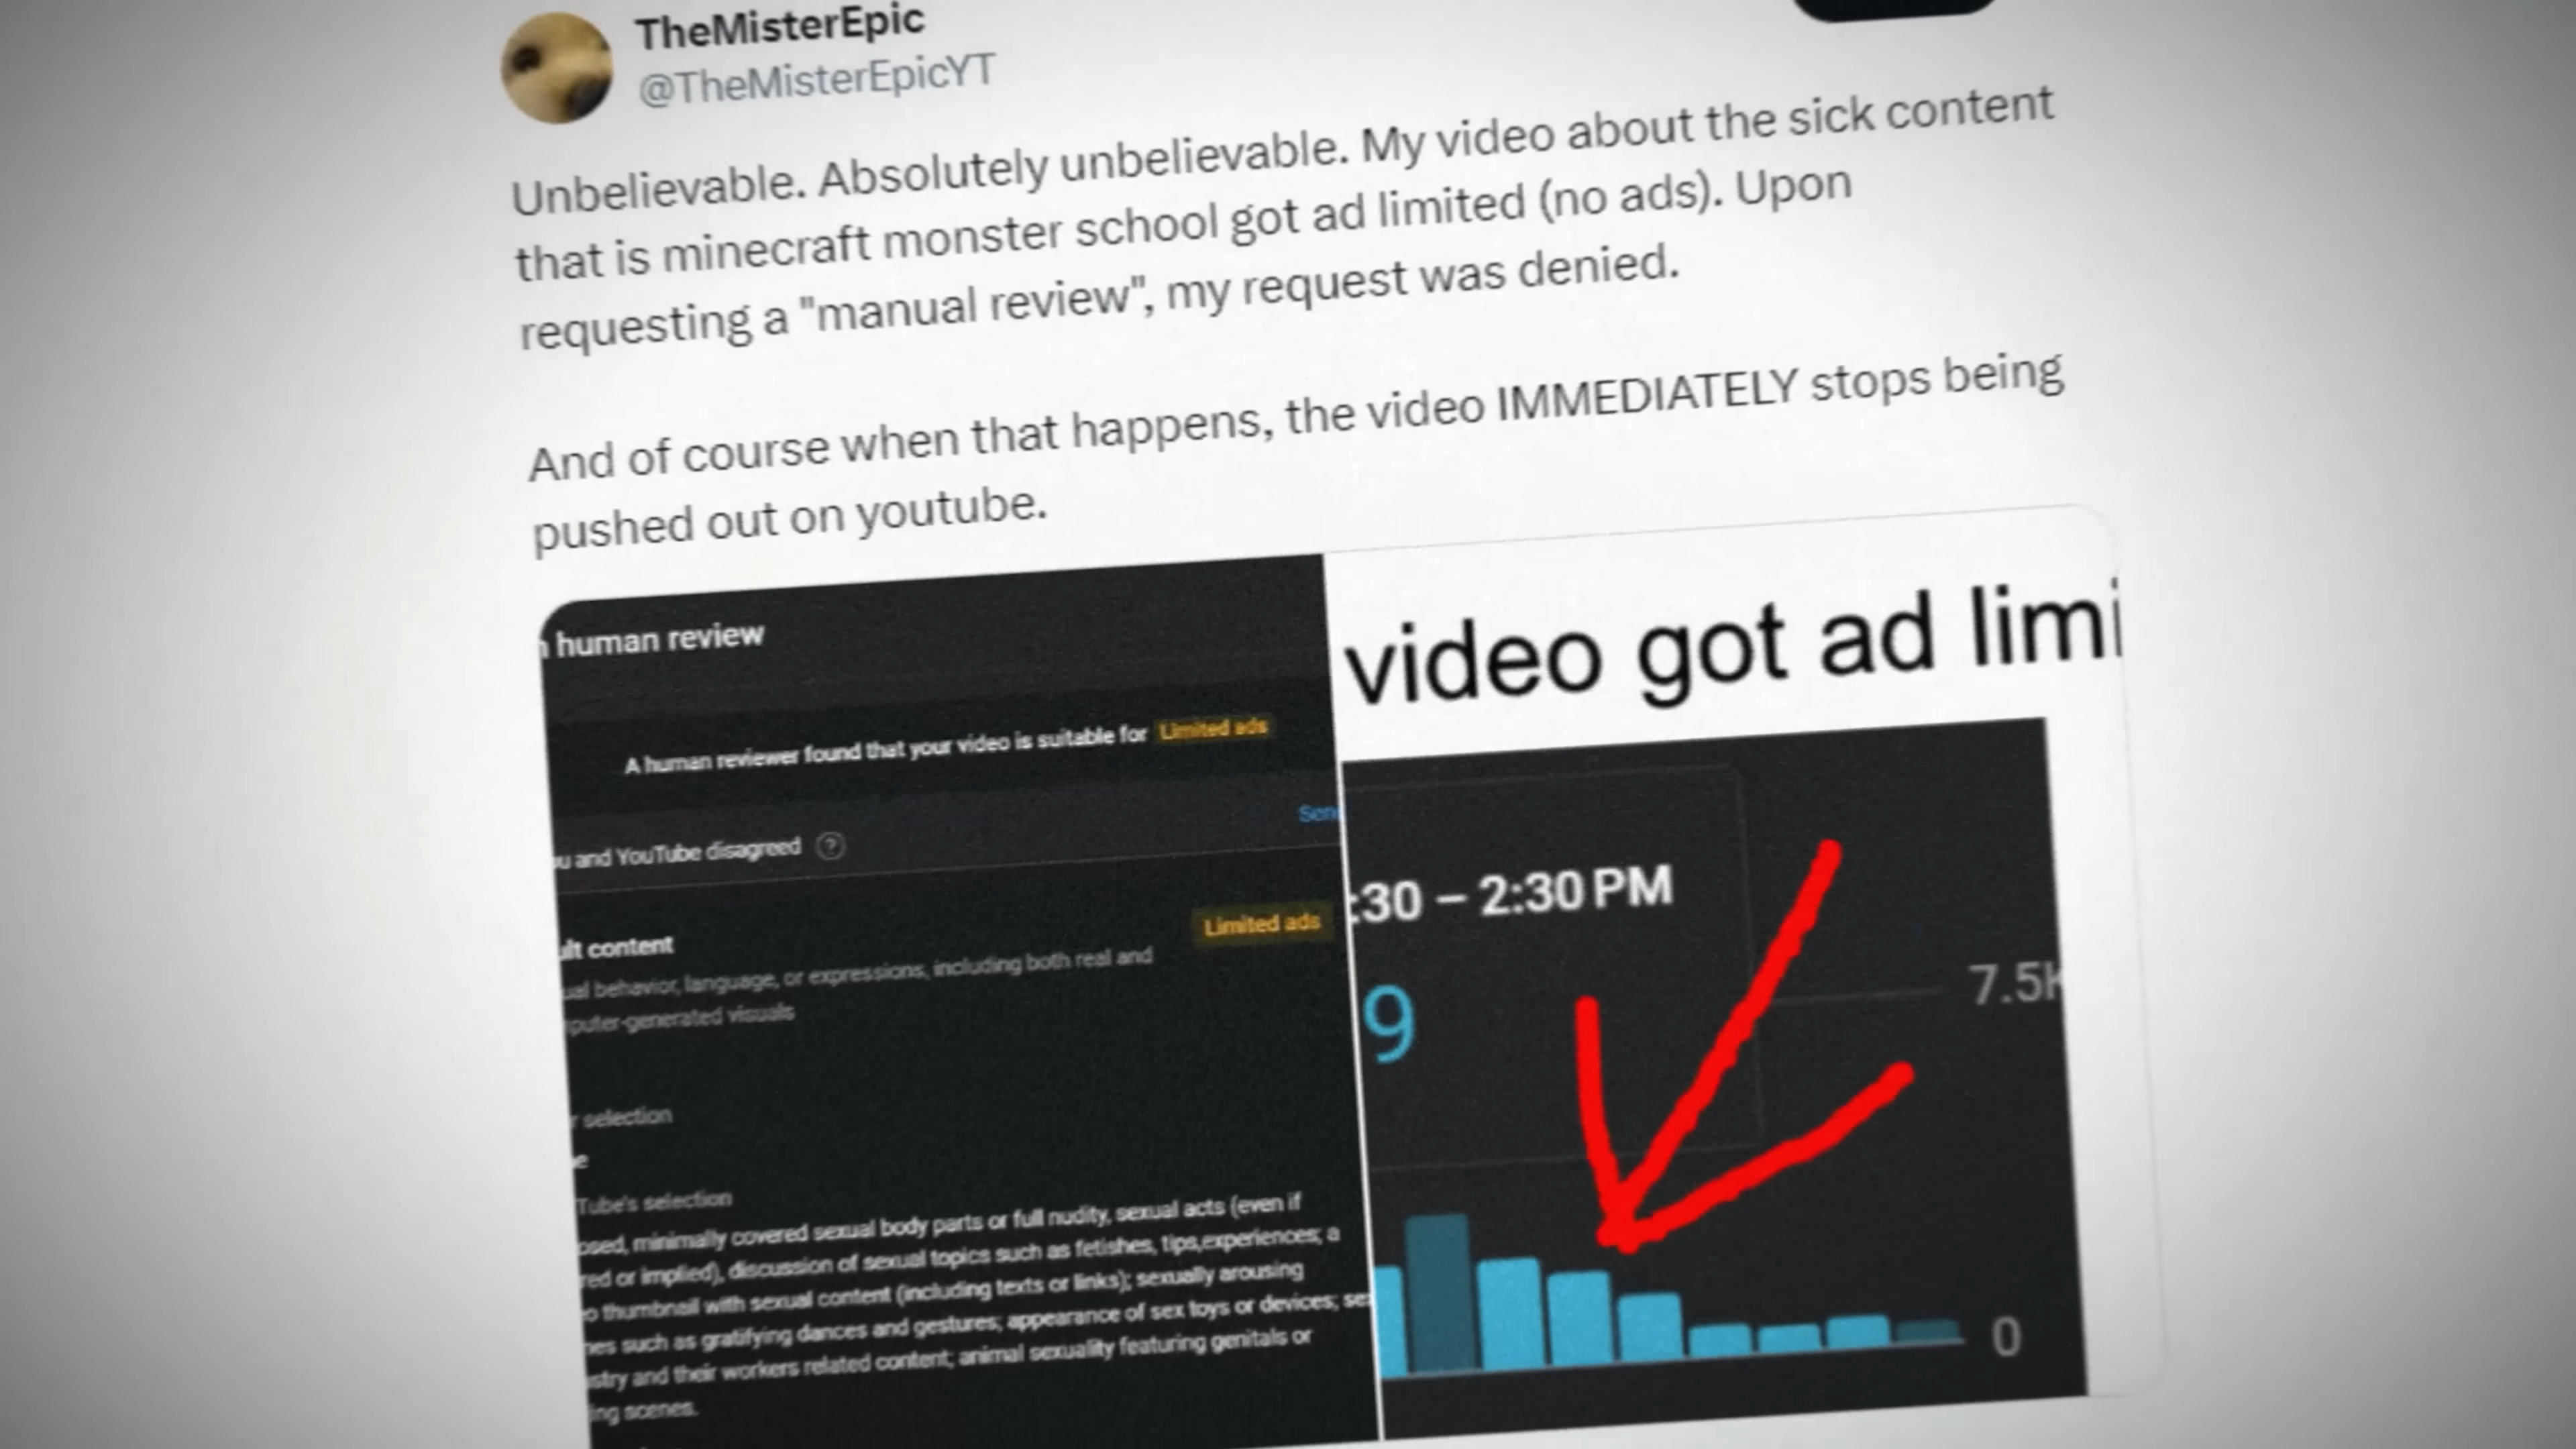 TheMisterEpic
@TheMisterEpicYT
Unbelievable. Absolutely unbelievable. My video about the sick content
that is minecraft monster school got ad limited (no ads). Upon
requesting a "manual review", my request was denied.
And of course when that happens, the video IMMEDIATELY stops being
pushed out on youtube.
human review
A human reviewer found that your video is suitable for Limited ads
Sen
u and YouTube disagreed ?
ult content
Limited ads
ual behavior, language, or expressions, including both real and
puter-generated visuals
r selection
e
Tube's selection
osed, minimally covered sexual body parts or full nudity, sexual acts (even if
red or implied), discussion of sexual topics such as fetishes, tips,experiences; a
o thumbnail with sexual content (including texts or links); sexually arousing
nes such as gratifying dances and gestures; appearance of sex toys or devices; sex
stry and their workers related content; animal sexuality featuring genitals or
ing scenes.
video got ad limi
:30 – 2:30 PM
9
7.5K
0